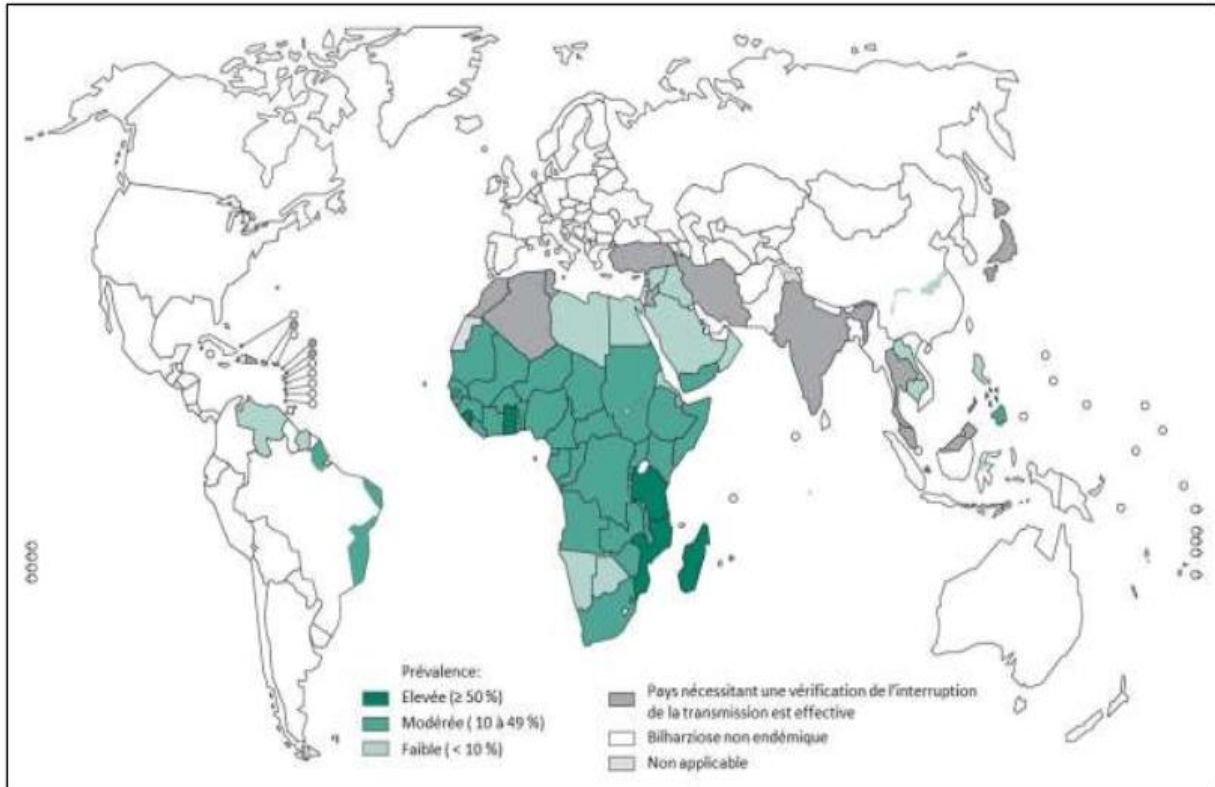 Prévalence:
Elevée (≥ 50 %)
Modérée ( 10 à 49 %)
Faible ( < 10 %)
Pays nécessitant une vérification de l'interruption
de la transmission est effective
Bilharziose non endémique
Non applicable